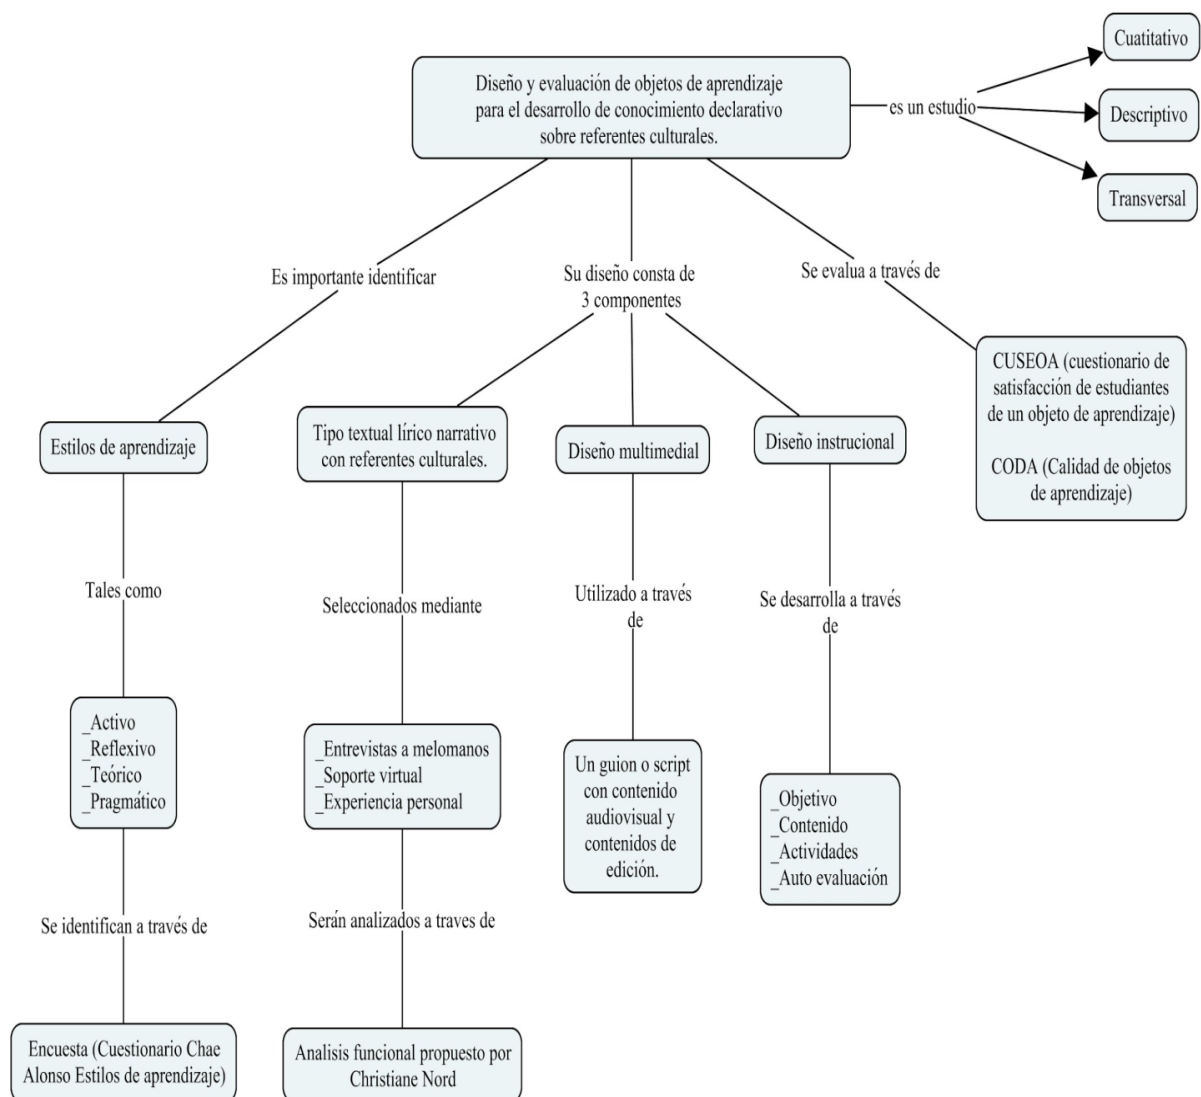 Diseño y evaluación de objetos de aprendizaje
para el desarrollo de conocimiento declarativo
sobre referentes culturales.
es un estudio
Cuatitativo
Descriptivo
Transversal
Es importante identificar
Estilos de aprendizaje
Tales como
_Activo
_Reflexivo
_Teórico
_Pragmático
Se identifican a través de
Encuesta (Cuestionario Chae
Alonso Estilos de aprendizaje)
Su diseño consta de
3 componentes
Tipo textual lírico narrativo
con referentes culturales.
Seleccionados mediante
_Entrevistas a melomanos
_Soporte virtual
_Experiencia personal
Serán analizados a traves de
Analisis funcional propuesto por
Christiane Nord
Diseño multimedial
Utilizado a través
de
Un guion o script
con contenido
audiovisual y
contenidos de
edición.
Diseño instrucional
Se desarrolla a través
de
_Objetivo
_Contenido
_Actividades
_Auto evaluación
Se evalua a través de
CUSEOA (cuestionario de
satisfacción de estudiantes
de un objeto de aprendizaje)
CODA (Calidad de objetos
de aprendizaje)